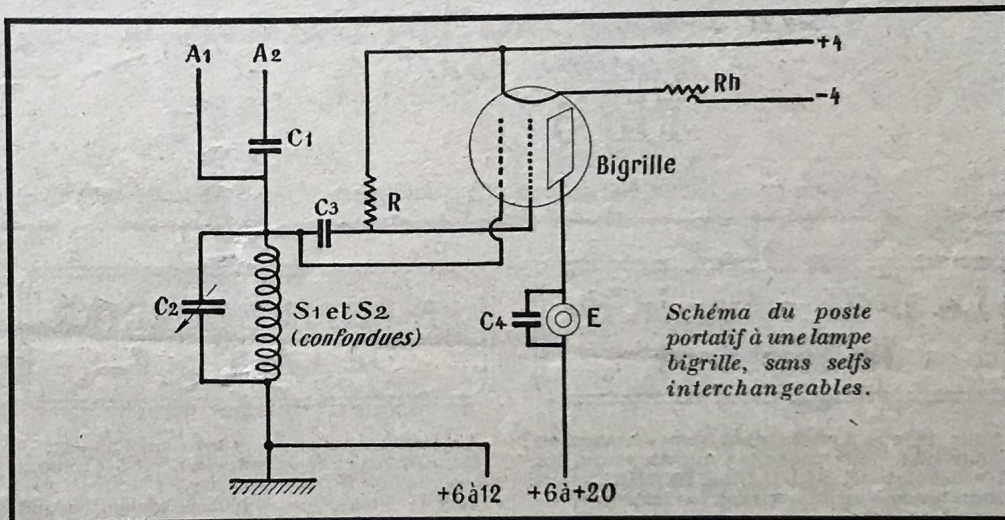 A1 A2
+4
Rh
-4
C1
Bigrille
C3
R
C2
S1 et S2
(confondues)
C4
E
Schéma du poste
portatif à une lampe
bigrille, sans selfs
interchangeables.
+6à12 +6à+20